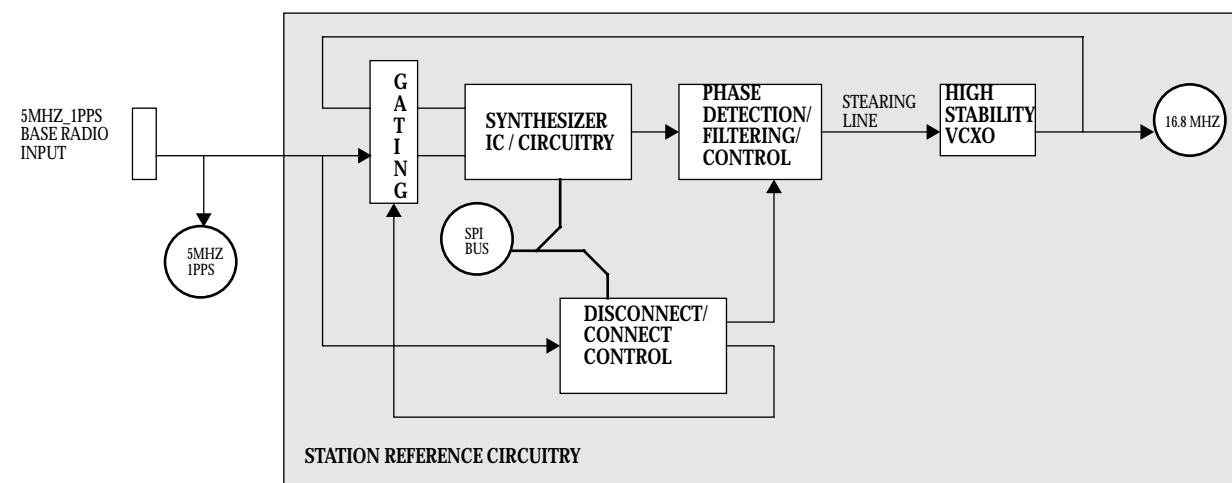 5MHZ_1PPS
BASE RADIO
INPUT
5MHZ
1PPS
G
A
T
I
N
G
SYNTHESIZER
IC / CIRCUITRY
PHASE
DETECTION/
FILTERING/
CONTROL
STEARING
LINE
HIGH
STABILITY
VCXO
16.8 MHZ
SPI
BUS
DISCONNECT/
CONNECT
CONTROL
STATION REFERENCE CIRCUITRY